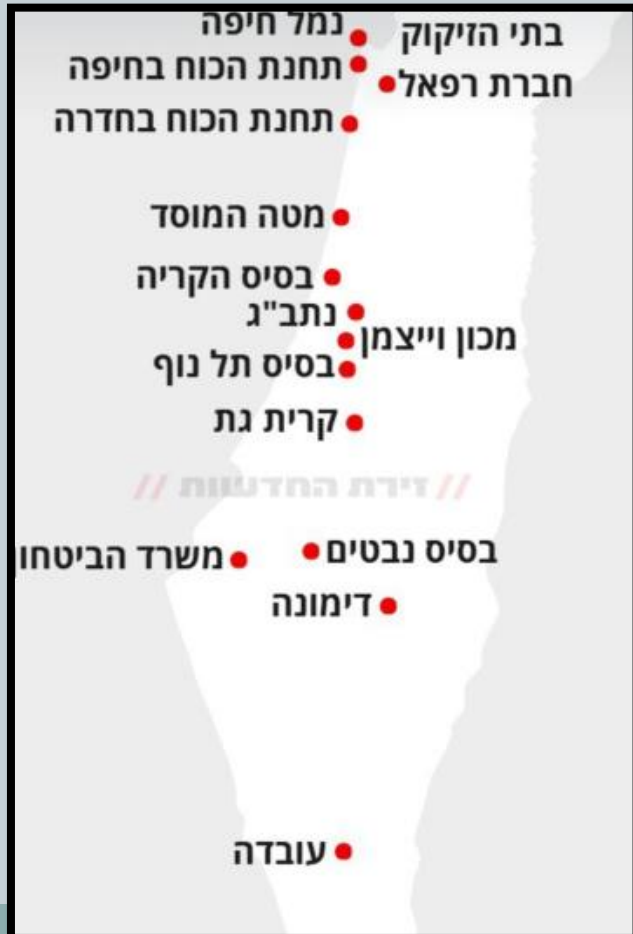 נמל חיפה
בתי הזיקוק
תחנת הכוח בחיפה
חברת רפאל
תחנת הכוח בחדרה
מטה המוסד
בסיס הקריה
נתב"ג
מכון וייצמן
בסיס תל נוף
קרית גת
// זירת החדשות //
בסיס נבטים
משרד הביטחו
דימונה
עובדה